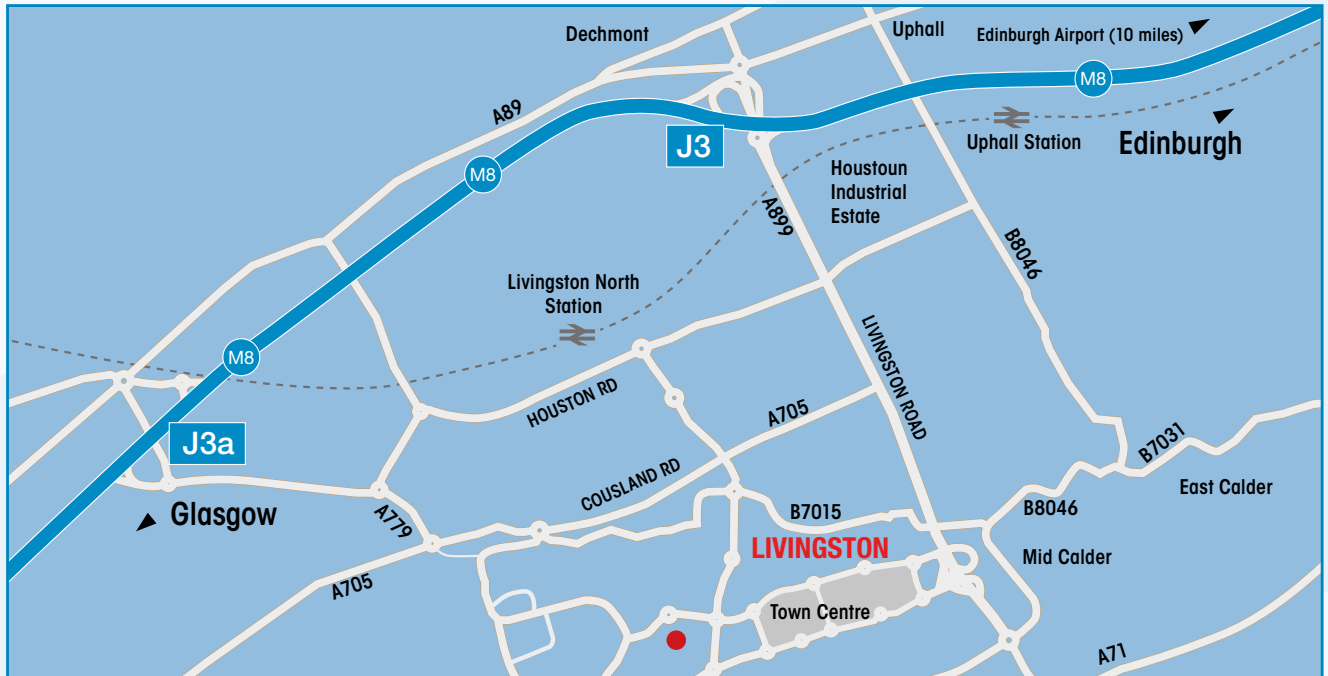 Dechmont
Uphall
Edinburgh Airport (10 miles)
M8
A89
J3
Uphall Station
Edinburgh
M8
Houstoun
Industrial
Estate
A899
B8046
Livingston North
Station
M8
LIVINGSTON ROAD
HOUSTON RD
A705
J3a
COUSLAND RD
B7031
East Calder
Glasgow
A779
B7015
B8046
LIVINGSTON
Mid Calder
A705
Town Centre
A71